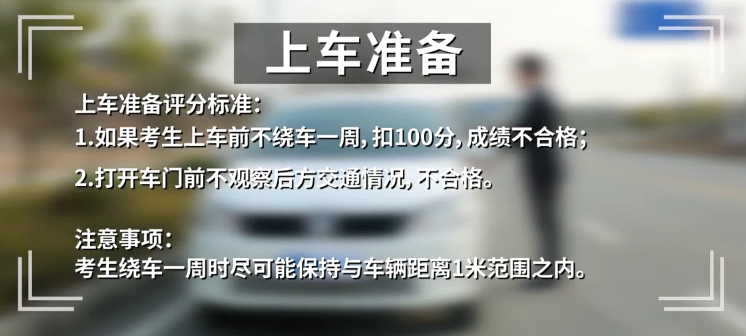 上车准备
上车准备评分标准：
1.如果考生上车前不绕车一周,扣100分,成绩不合格；
2.打开车门前不观察后方交通情况,不合格。
注意事项：
考生绕车一周时尽可能保持与车辆距离1米范围之内。